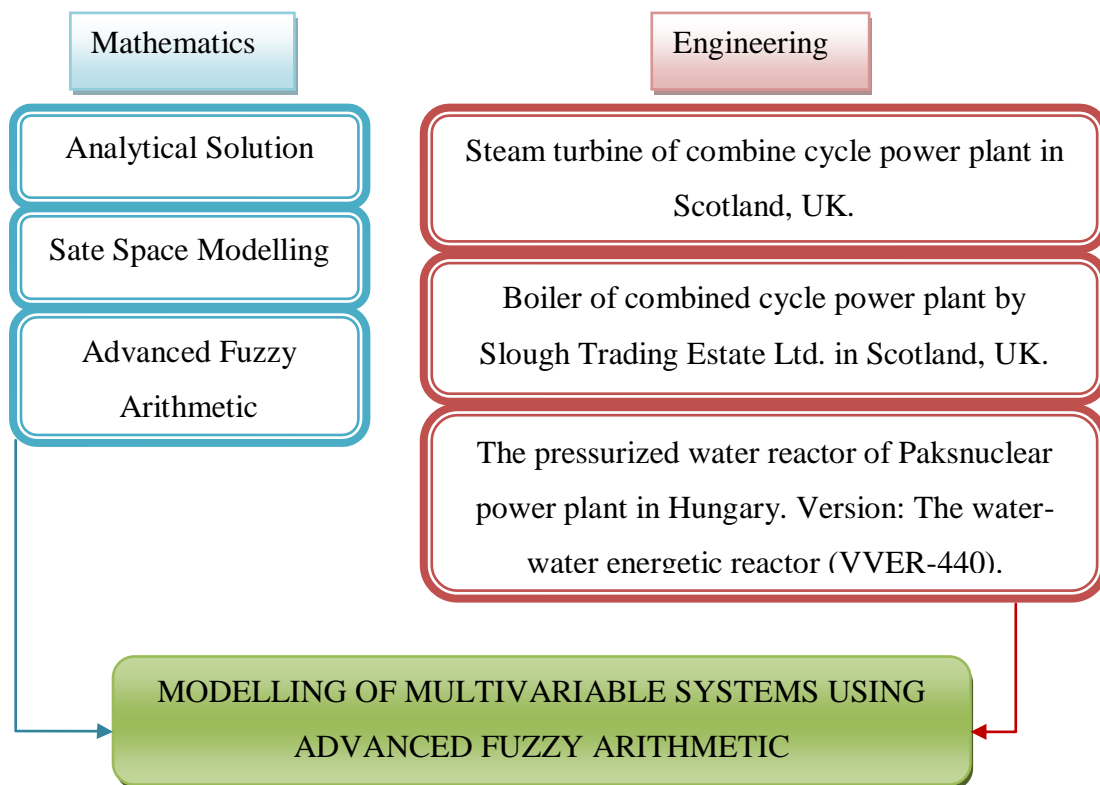 Mathematics
Engineering
Analytical Solution
Sate Space Modelling
Advanced Fuzzy
Arithmetic
Steam turbine of combine cycle power plant in
Scotland, UK.
Boiler of combined cycle power plant by
Slough Trading Estate Ltd. in Scotland, UK.
The pressurized water reactor of Paksnuclear
power plant in Hungary. Version: The water-
water energetic reactor (VVER-440).
MODELLING OF MULTIVARIABLE SYSTEMS USING
ADVANCED FUZZY ARITHMETIC